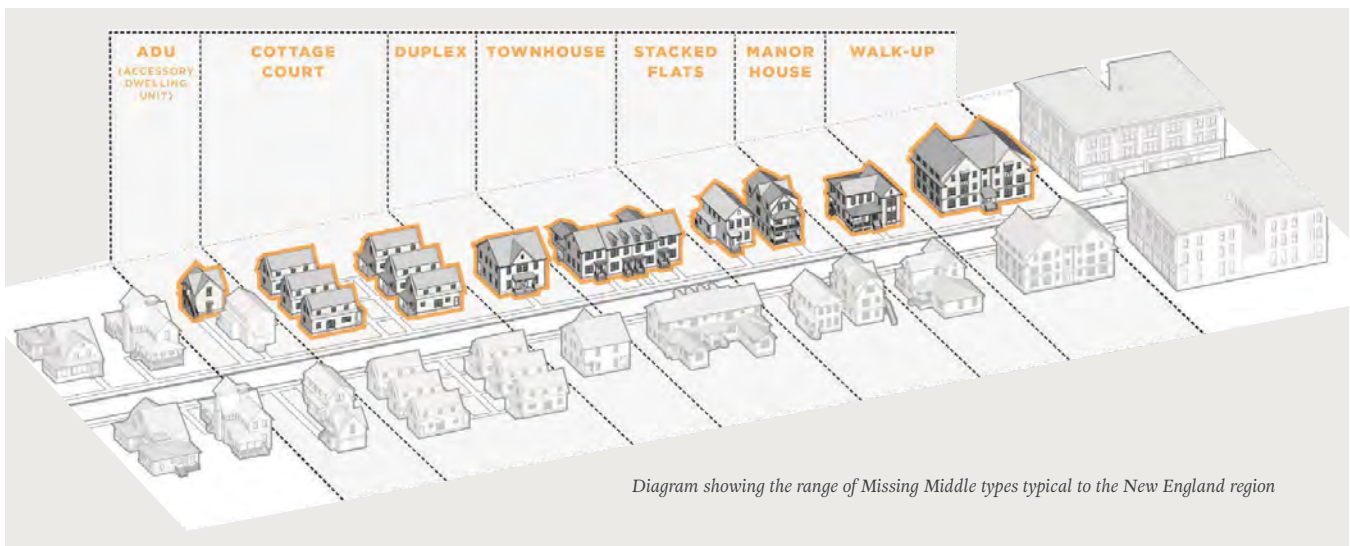 ADU
(ACCESSORY
DWELLING
UNIT)
COTTAGE
COURT
DUPLEX
TOWNHOUSE
STACKED
FLATS
MANOR
HOUSE
WALK-UP
Diagram showing the range of Missing Middle types typical to the New England region